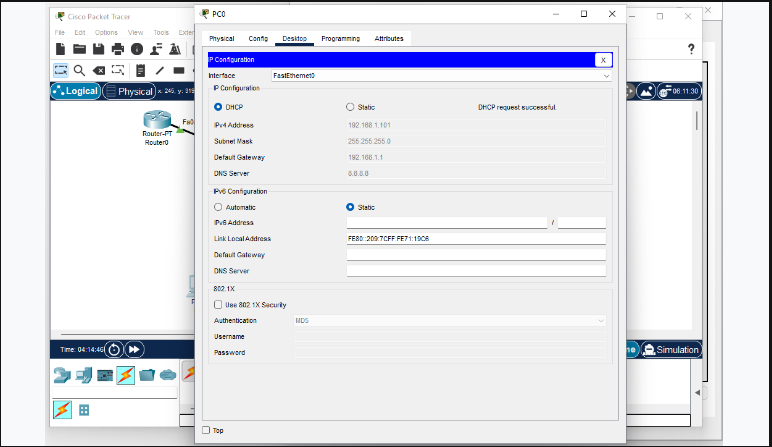 Cisco Packet Tracer
File Edit Options View Tools
?
Logical
Physical
06:11:30
Fa0
Router-PT
Router0
Time: 04:14:46
Simulation
PC0
Physical Config Desktop Programming Attributes
IP Configuration
X
Interface FastEthernet0
IP Configuration
DHCP Static DHCP request successful
IPv4 Address 192.168.1.101
Subnet Mask 255.255.255.0
Default Gateway 192.168.1.1
DNS Server 8.8.8.8
IPv6 Configuration
Automatic Static
IPv6 Address /
Link Local Address FE80::209:7CFF:FE71:19C6
Default Gateway
DNS Server
802.1X
Use 802.1X Security
Authentication MD5
Username
Password
Top